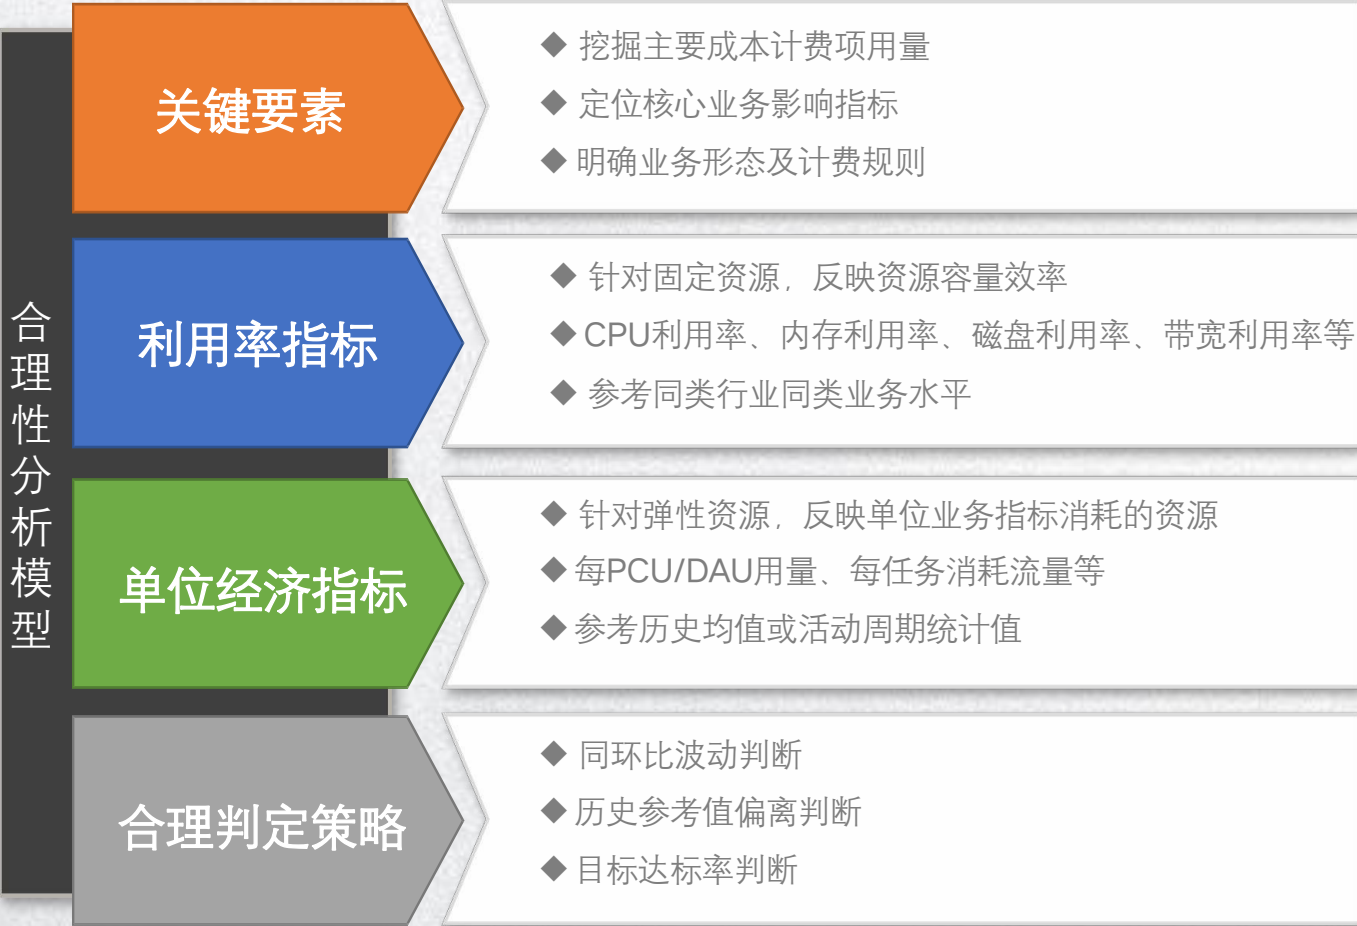 合理性分析模型
关键要素
◆ 挖掘主要成本计费项用量
◆ 定位核心业务影响指标
◆ 明确业务形态及计费规则
利用率指标
◆ 针对固定资源，反映资源容量效率
◆ CPU利用率、内存利用率、磁盘利用率、带宽利用率等
◆ 参考同类行业同类业务水平
单位经济指标
◆ 针对弹性资源，反映单位业务指标消耗的资源
◆ 每PCU/DAU用量、每任务消耗流量等
◆ 参考历史均值或活动周期统计值
合理判定策略
◆ 同环比波动判断
◆ 历史参考值偏离判断
◆ 目标达标率判断